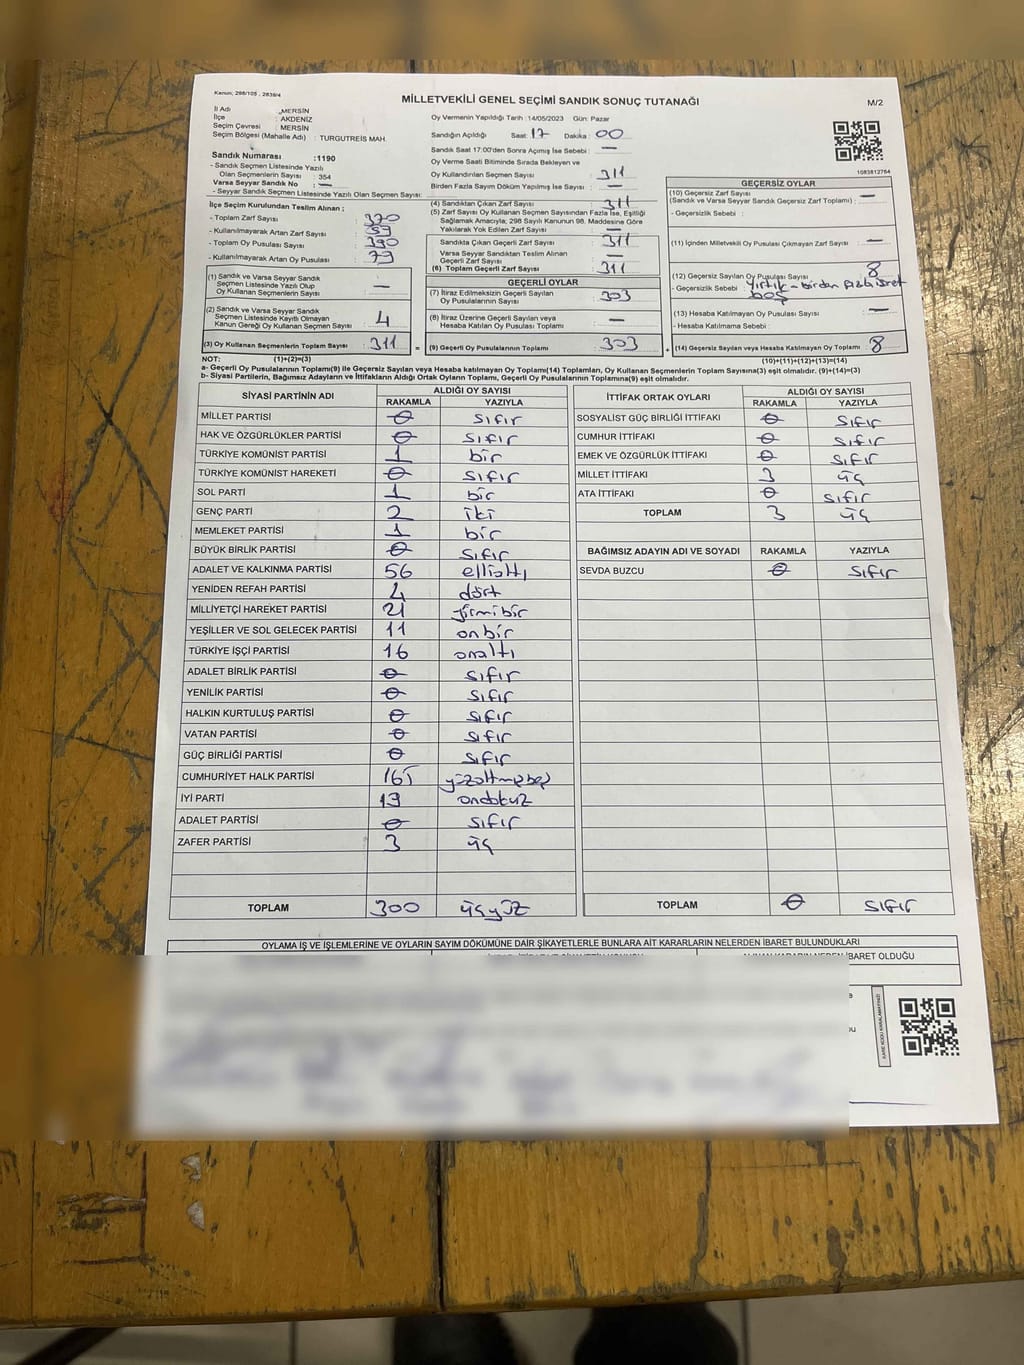 Kanun; 298/105 , 2839/4
MİLLETVEKİLİ GENEL SEÇİMİ SANDIK SONUÇ TUTANAĞI
M/2
İl Adı : MERSİN
İlçe : AKDENİZ
Seçim Çevresi : MERSİN
Seçim Bölgesi (Mahalle Adı) : TURGUTREİS MAH.
Sandık Numarası :1190
- Sandık Seçmen Listesinde Yazılı
Olan Seçmenlerin Sayısı : 354
Varsa Seyyar Sandık No : —
- Seyyar Sandık Seçmen Listesinde Yazılı Olan Seçmen Sayısı:
Oy Vermenin Yapıldığı Tarih :14/05/2023 Gün: Pazar
Sandığın Açıldığı Saat: 17 Dakika: 00
Sandık Saat 17:00'den Sonra Açılmış İse Sebebi : —
Oy Verme Saati Bitiminde Sırada Bekleyen ve
Oy Kullandırılan Seçmen Sayısı : 311
Birden Fazla Sayım Döküm Yapılmış İse Sayısı : —
1083812764
İlçe Seçim Kurulundan Teslim Alınan ;
- Toplam Zarf Sayısı : 370
- Kullanılmayarak Artan Zarf Sayısı : 59
- Toplam Oy Pusulası Sayısı : 390
- Kullanılmayarak Artan Oy Pusulası : 79
(1) Sandık ve Varsa Seyyar Sandık
Seçmen Listesinde Yazılı Olup
Oy Kullanan Seçmenlerin Sayısı : —
(2) Sandık ve Varsa Seyyar Sandık
Seçmen Listesinde Kayıtlı Olmayan
Kanun Gereği Oy Kullanan Seçmen Sayısı : 4
(3) Oy Kullanan Seçmenlerin Toplam Sayısı : 311
(4) Sandıktan Çıkan Zarf Sayısı : 311
(5) Zarf Sayısı Oy Kullanan Seçmen Sayısından Fazla İse, Eşitliği
Sağlamak Amacıyla; 298 Sayılı Kanunun 98. Maddesine Göre
Yakılarak Yok Edilen Zarf Sayısı : —
Sandıkta Çıkan Geçerli Zarf Sayısı : 311
Varsa Seyyar Sandıktan Teslim Alınan
Geçerli Zarf Sayısı : —
(6) Toplam Geçerli Zarf Sayısı : 311
GEÇERLİ OYLAR
(7) İtiraz Edilmeksizin Geçerli Sayılan
Oy Pusulalarının Sayısı : 303
(8) İtiraz Üzerine Geçerli Sayılan veya
Hesaba Katılan Oy Pusulası Toplamı : —
= (9) Geçerli Oy Pusulalarının Toplamı : 303
GEÇERSİZ OYLAR
(10) Geçersiz Zarf Sayısı : —
(Sandık ve Varsa Seyyar Sandık Geçersiz Zarf Toplamı)
- Geçersizlik Sebebi :
(11) İçinden Milletvekili Oy Pusulası Çıkmayan Zarf Sayısı : —
(12) Geçersiz Sayılan Oy Pusulası Sayısı : 8
- Geçersizlik Sebebi : Yırtık - birden fazla işaret
boş
(13) Hesaba Katılmayan Oy Pusulası Sayısı : —
- Hesaba Katılmama Sebebi :
+ (14) Geçersiz Sayılan veya Hesaba Katılmayan Oy Toplamı : 8
NOT: (1)+(2)=(3) (10)+(11)+(12)+(13)=(14)
a- Geçerli Oy Pusulalarının Toplamı(9) ile Geçersiz Sayılan veya Hesaba katılmayan Oy Toplamı(14) Toplamları, Oy Kullanan Seçmenlerin Toplam Sayısına(3) eşit olmalıdır. (9)+(14)=(3)
b- Siyasi Partilerin, Bağımsız Adayların ve İttifakların Aldığı Ortak Oyların Toplamı, Geçerli Oy Pusulalarının Toplamına(9) eşit olmalıdır.
SİYASİ PARTİNİN ADI ALDIĞI OY SAYISI
RAKAMLA YAZIYLA
MİLLET PARTİSİ 0 sıfır
HAK VE ÖZGÜRLÜKLER PARTİSİ 0 sıfır
TÜRKİYE KOMÜNİST PARTİSİ 1 bir
TÜRKİYE KOMÜNİST HAREKETİ 0 sıfır
SOL PARTİ 1 bir
GENÇ PARTİ 2 iki
MEMLEKET PARTİSİ 1 bir
BÜYÜK BİRLİK PARTİSİ 0 sıfır
ADALET VE KALKINMA PARTİSİ 56 ellialtı
YENİDEN REFAH PARTİSİ 4 dört
MİLLİYETÇİ HAREKET PARTİSİ 21 yirmibir
YEŞİLLER VE SOL GELECEK PARTİSİ 11 onbir
TÜRKİYE İŞÇİ PARTİSİ 16 onaltı
ADALET BİRLİK PARTİSİ 0 sıfır
YENİLİK PARTİSİ 0 sıfır
HALKIN KURTULUŞ PARTİSİ 0 sıfır
VATAN PARTİSİ 0 sıfır
GÜÇ BİRLİĞİ PARTİSİ 0 sıfır
CUMHURİYET HALK PARTİSİ 165 yüzaltmışbeş
İYİ PARTİ 19 ondokuz
ADALET PARTİSİ 0 sıfır
ZAFER PARTİSİ 3 üç
TOPLAM 300 üçyüz
İTTİFAK ORTAK OYLARI ALDIĞI OY SAYISI
RAKAMLA YAZIYLA
SOSYALİST GÜÇ BİRLİĞİ İTTİFAKI 0 sıfır
CUMHUR İTTİFAKI 0 sıfır
EMEK VE ÖZGÜRLÜK İTTİFAKI 0 sıfır
MİLLET İTTİFAKI 3 üç
ATA İTTİFAKI 0 sıfır
TOPLAM 3 üç
BAĞIMSIZ ADAYIN ADI VE SOYADI RAKAMLA YAZIYLA
SEVDA BUZCU 0 sıfır
TOPLAM 0 sıfır
OYLAMA İŞ VE İŞLEMLERİNE VE OYLARIN SAYIM DÖKÜMÜNE DAİR ŞİKAYETLERLE BUNLARA AİT KARARLARIN NELERDEN İBARET BULUNDUKLARI
İBARET OLDUĞU
KARE KODU KARALAMAYINIZ!